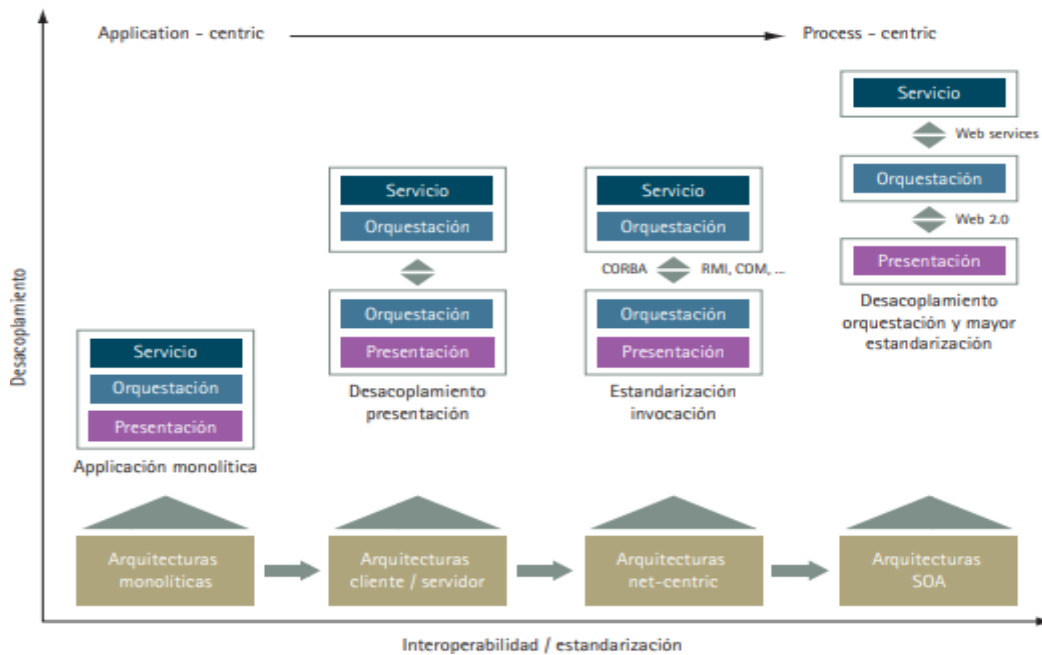 Application - centric
Process - centric
Desacoplamiento
Servicio
Orquestación
Presentación
Applicación monolítica
Servicio
Orquestación
Orquestación
Presentación
Desacoplamiento
presentación
Servicio
Orquestación
CORBA
RMI, COM, ...
Orquestación
Presentación
Estandarización
invocación
Servicio
Web services
Orquestación
Web 2.0
Presentación
Desacoplamiento
orquestación y mayor
estandarización
Arquitecturas
monolíticas
Arquitecturas
cliente / servidor
Arquitecturas
net-centric
Arquitecturas
SOA
Interoperabilidad / estandarización